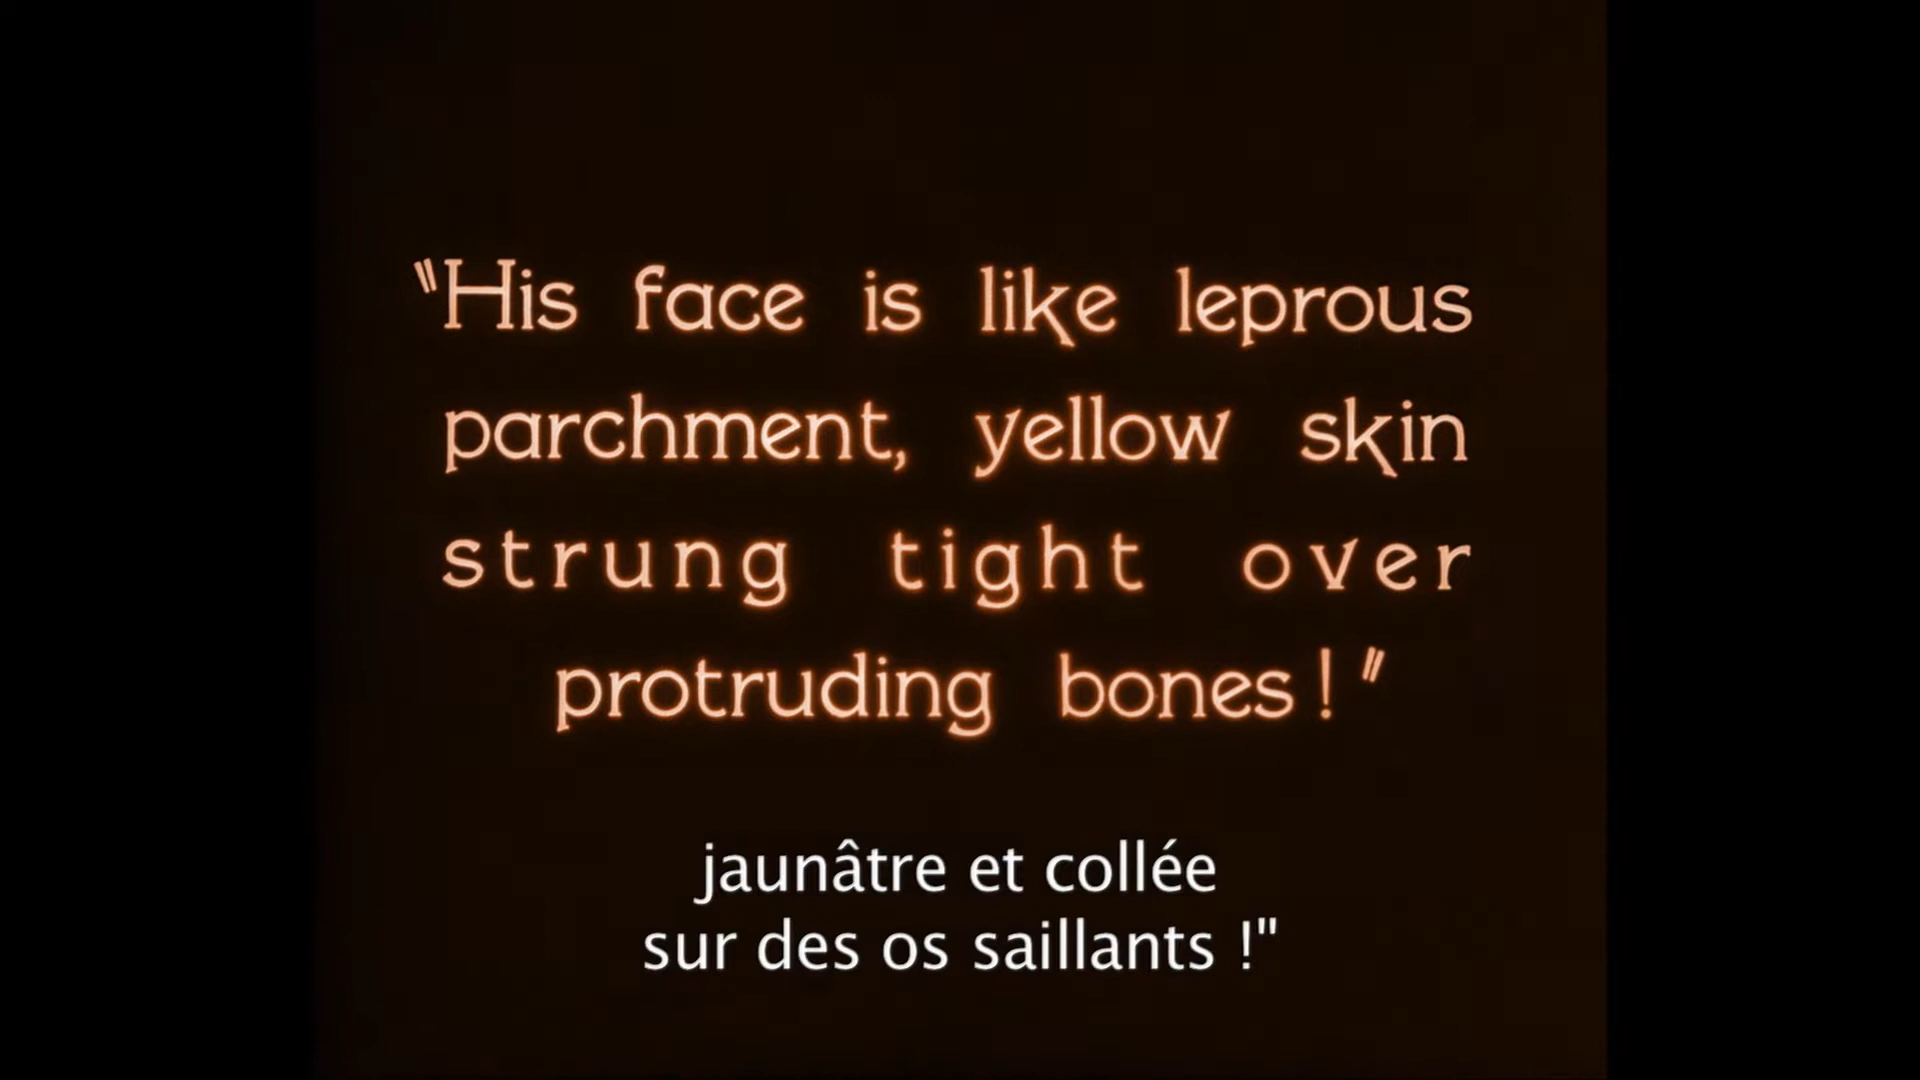 "His face is like leprous
parchment, yellow skin
strung tight over
protruding bones!"
jaunâtre et collée
sur des os saillants !"